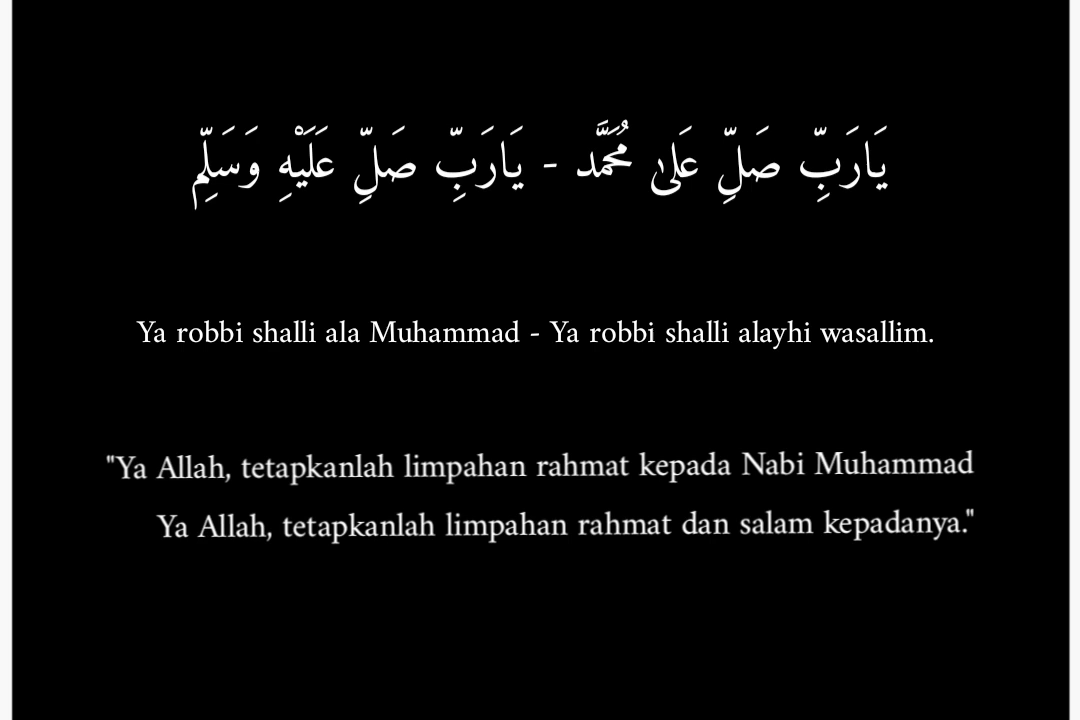 يَارَبِّ صَلِّ عَلىٰ مُحَمَّد - يَارَبِّ صَلِّ عَلَيْهِ وَسَلِّم
Ya robbi shalli ala Muhammad - Ya robbi shalli alayhi wasallim.
"Ya Allah, tetapkanlah limpahan rahmat kepada Nabi Muhammad
Ya Allah, tetapkanlah limpahan rahmat dan salam kepadanya."